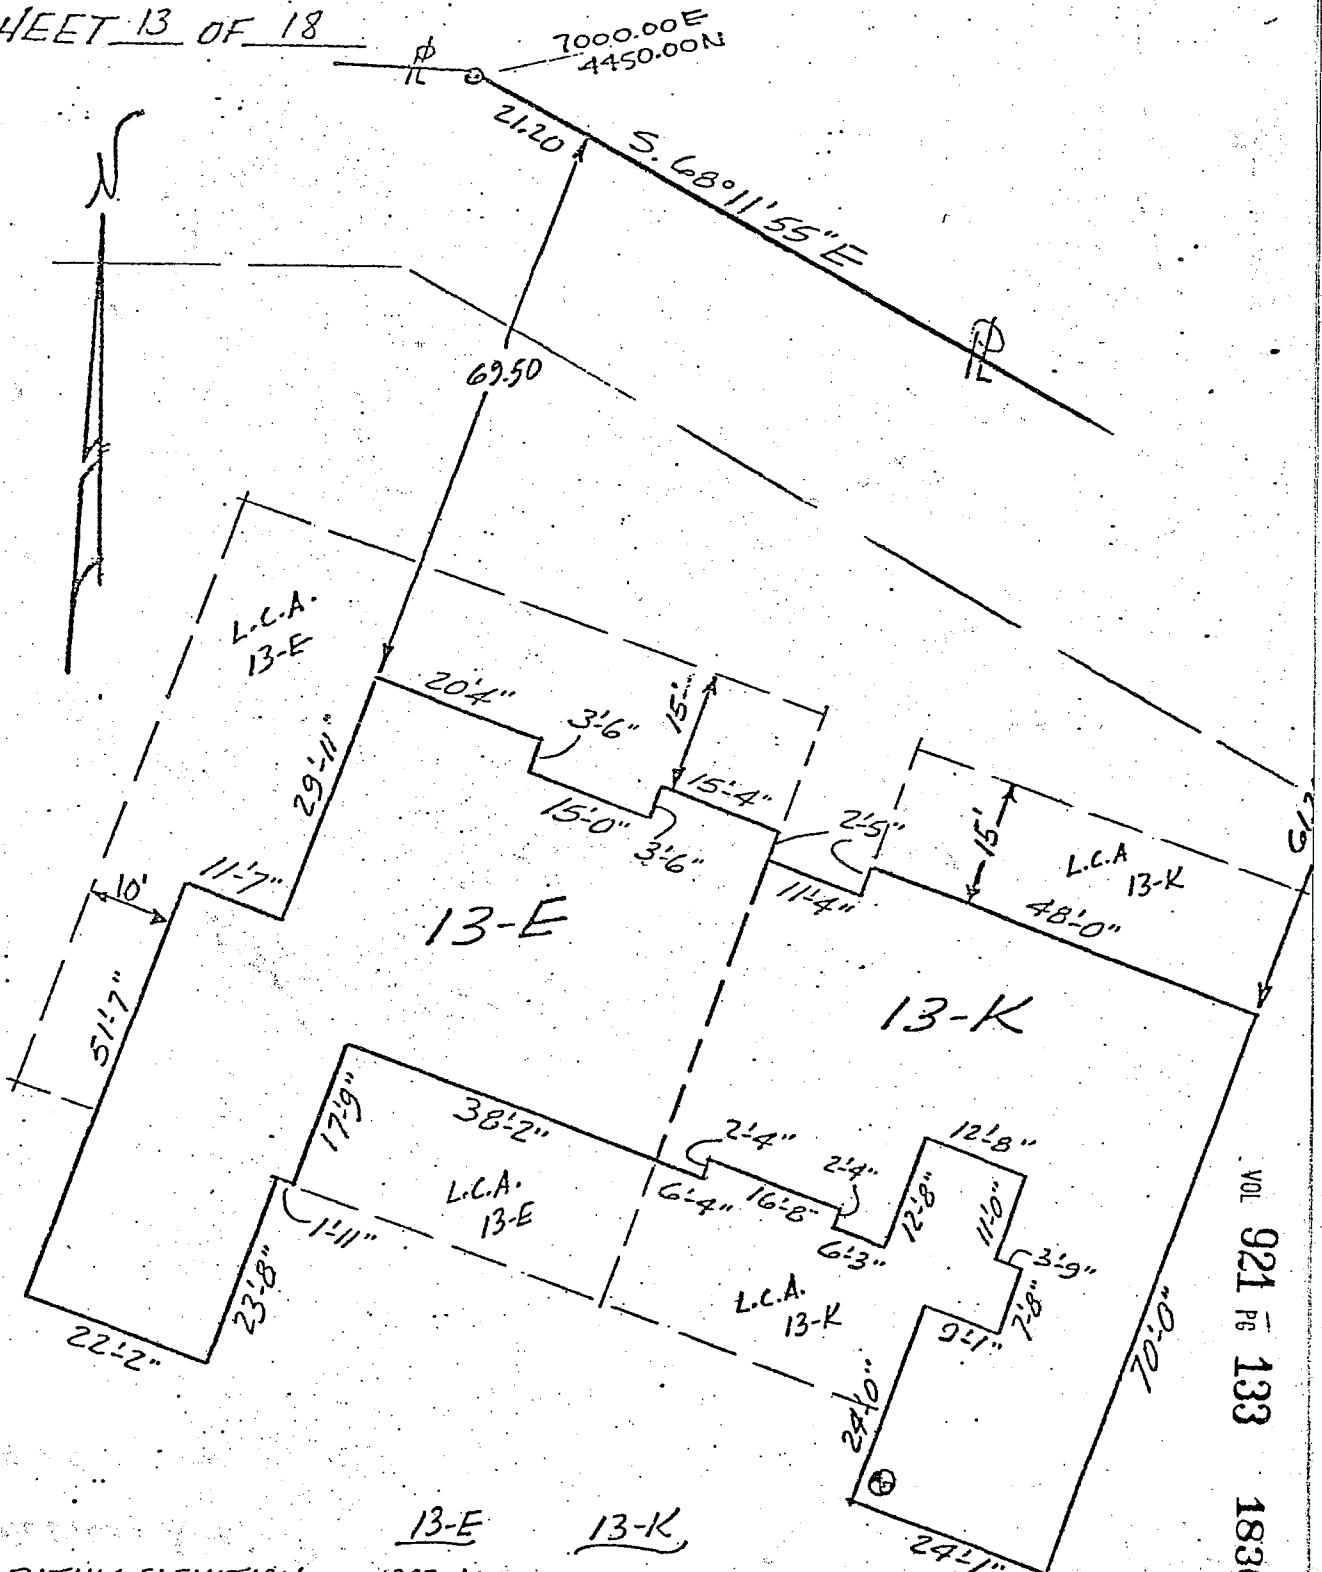 SHEET 13 OF 18
7000.00E
4450.00N
21.20
S. 68°11'55"E
69.50
N
L.C.A.
13-E
20'4"
3'-6"
15'
29'-11"
15'-0"
3'-6"
15'-4"
2'-5"
15'
L.C.A
13-K
11'-4"
48'-0"
11'-7"
10'
13-E
13-K
51'-7"
17'-9"
38'-2"
2'-4"
2'-4"
12'-8"
L.C.A.
13-E
6'-4"
16'-8"
12'-8"
11'-0"
6'-3"
3'-9"
1'-11"
23'-8"
L.C.A.
13-K
7'-8"
9'-1"
22'-2"
70'-0"
24'-0"
24'-1"
VOL 921 PG 133
13-E 13-K